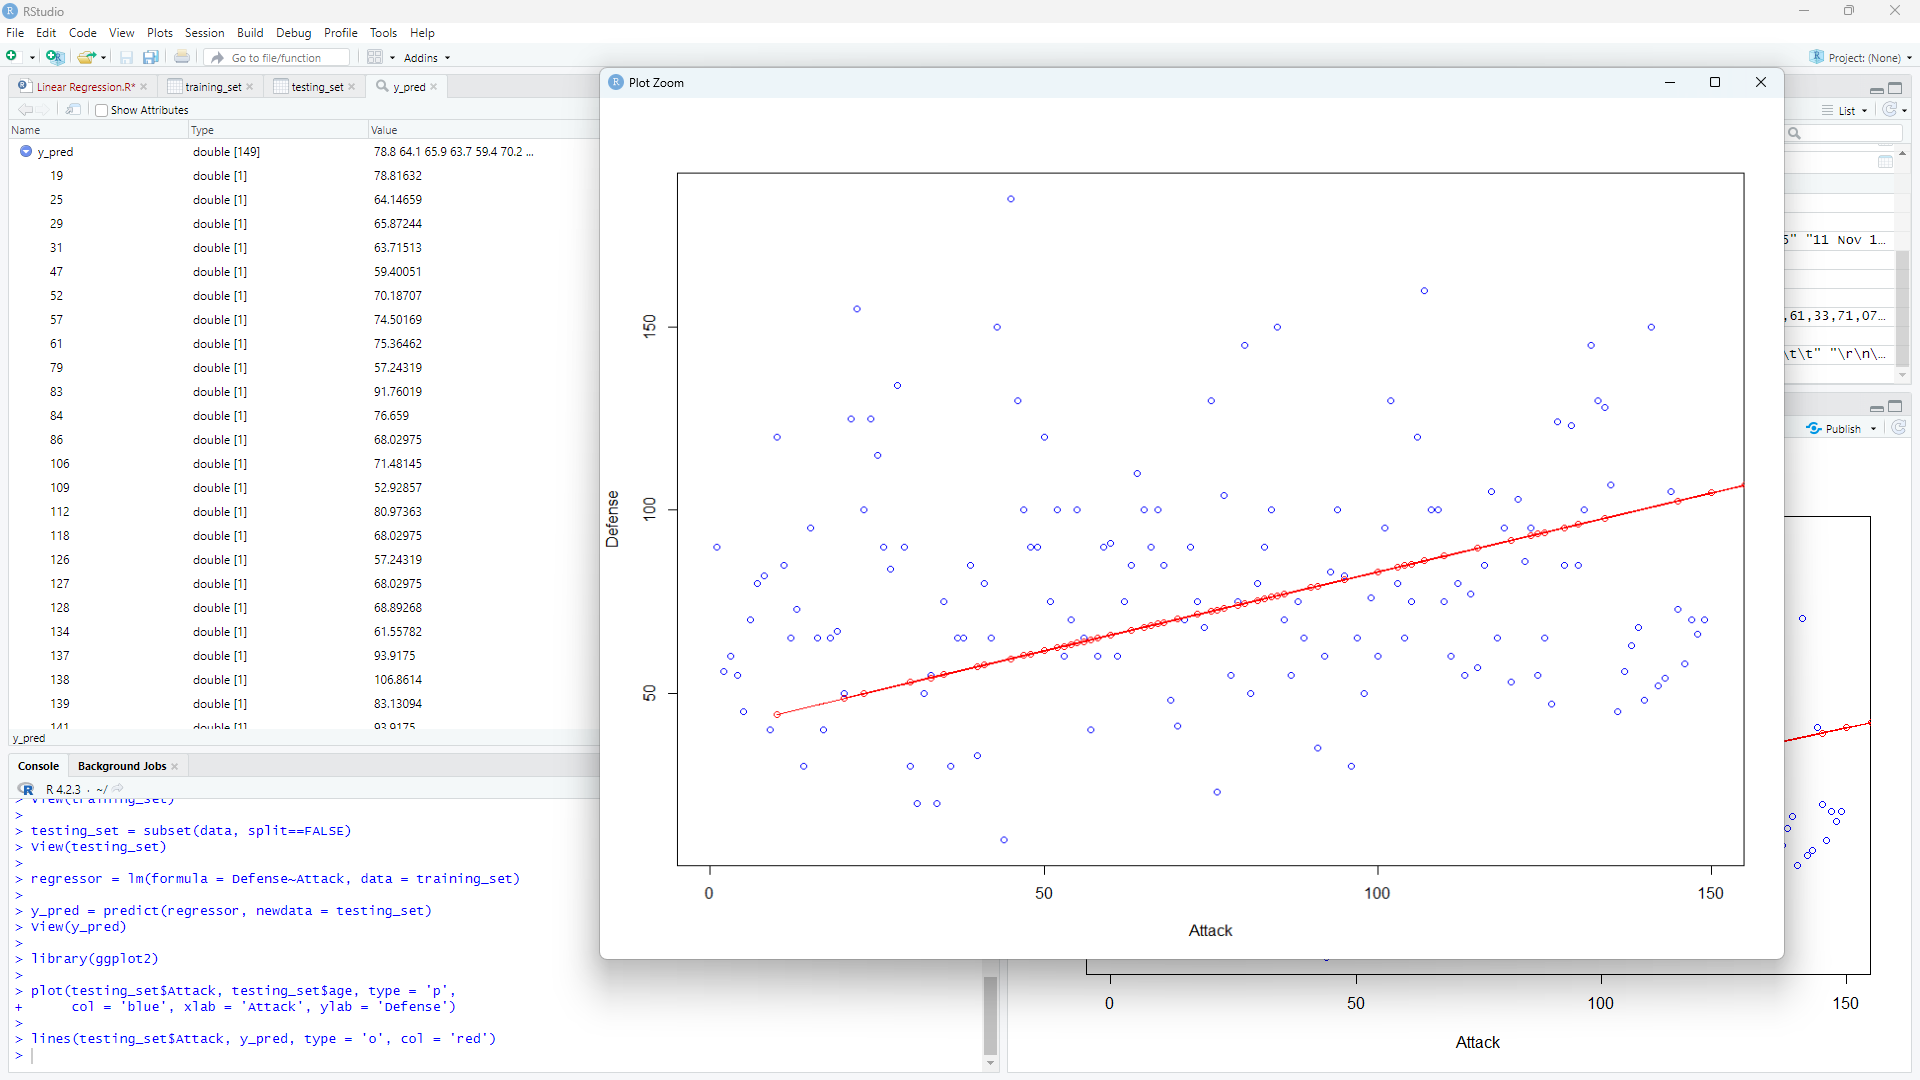 RStudio
File Edit Code View Plots Session Build Debug Profile Tools Help
Go to file/function Addins Project: (None)
Linear Regression.R* training_set testing_set y_pred
Show Attributes
Name Type Value
y_pred double [149] 78.8 64.1 65.9 63.7 59.4 70.2 ...
19 double [1] 78.81632
25 double [1] 64.14659
29 double [1] 65.87244
31 double [1] 63.71513
47 double [1] 59.40051
52 double [1] 70.18707
57 double [1] 74.50169
61 double [1] 75.36462
79 double [1] 57.24319
83 double [1] 91.76019
84 double [1] 76.659
86 double [1] 68.02975
106 double [1] 71.48145
109 double [1] 52.92857
112 double [1] 80.97363
118 double [1] 68.02975
126 double [1] 57.24319
127 double [1] 68.02975
128 double [1] 68.89268
134 double [1] 61.55782
137 double [1] 93.9175
138 double [1] 106.8614
139 double [1] 83.13094
141 double [1] 93.9175
y_pred
Console Background Jobs
R 4.2.3 · ~/
> View(training_set)
>
> testing_set = subset(data, split==FALSE)
> View(testing_set)
>
> regressor = lm(formula = Defense~Attack, data = training_set)
>
> y_pred = predict(regressor, newdata = testing_set)
> View(y_pred)
>
> library(ggplot2)
>
> plot(testing_set$Attack, testing_set$age, type = 'p',
+ col = 'blue', xlab = 'Attack', ylab = 'Defense')
>
> lines(testing_set$Attack, y_pred, type = 'o', col = 'red')
>
Plot Zoom
Defense
150
100
50
0 50 100 150
Attack
List
" "11 Nov 1...
,61,33,71,07...
\t\t" "\r\n\...
Publish
0 50 100 150
Attack